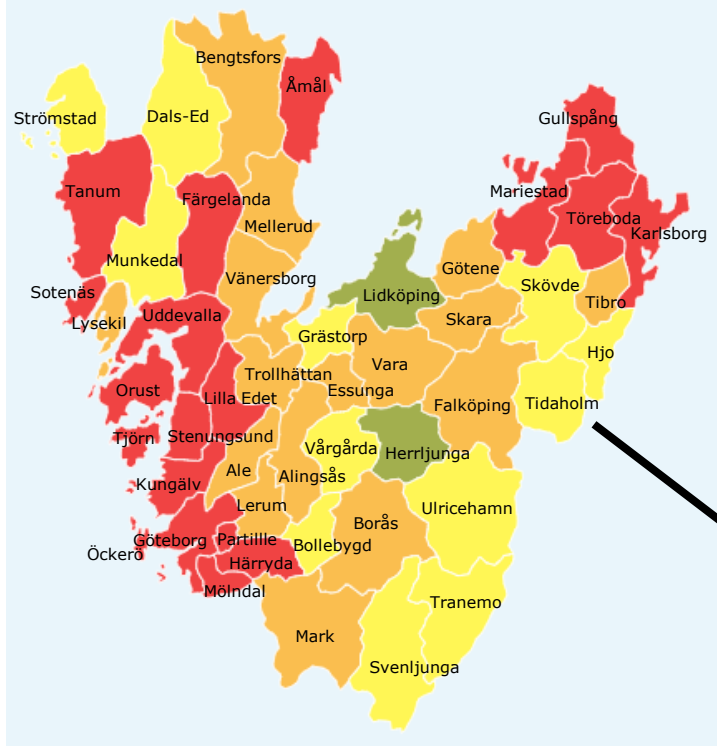 Bengtsfors
Åmål
Strömstad
Dals-Ed
Gullspång
Tanum
Färgelanda
Mariestad
Töreboda
Mellerud
Karlsborg
Munkedal
Götene
Vänersborg
Skövde
Sotenäs
Lidköping
Tibro
Lysekil
Uddevalla
Skara
Grästorp
Hjo
Vara
Trollhättan
Orust
Essunga
Lilla Edet
Falköping
Tidaholm
Tjörn
Stenungsund
Vårgårda
Herrljunga
Ale
Alingsås
Kungälv
Lerum
Ulricehamn
Borås
Göteborg
Partillle
Bollebygd
Öckerö
Härryda
Mölndal
Tranemo
Mark
Svenljunga